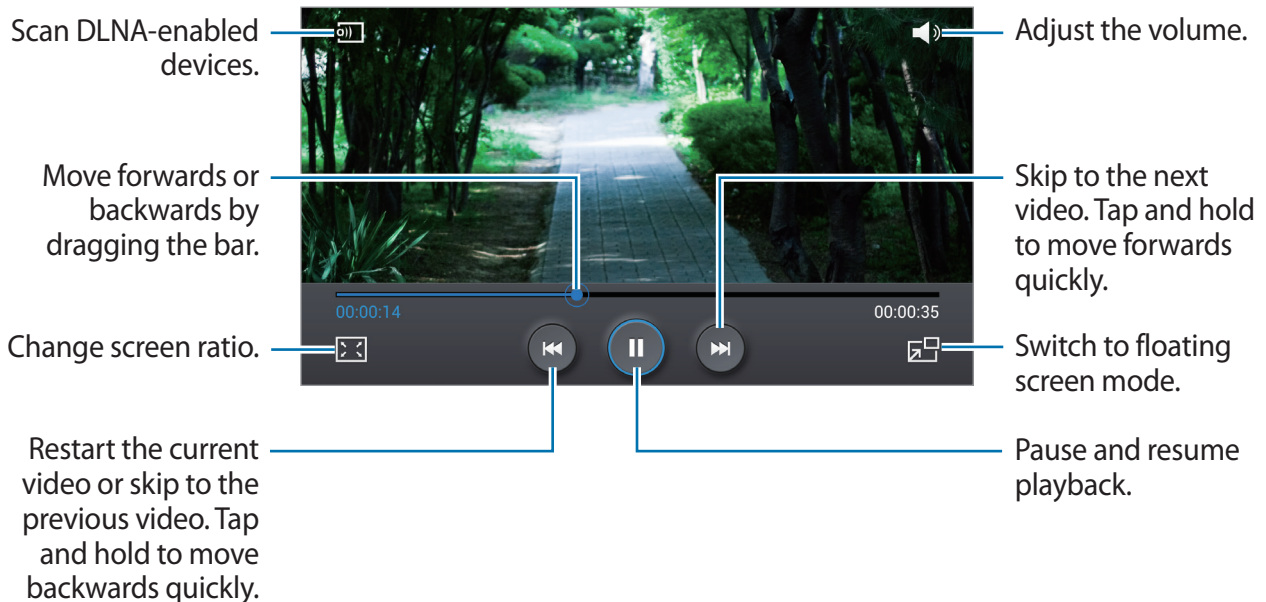 Scan DLNA-enabled
devices.
Adjust the volume.
Move forwards or
backwards by
dragging the bar.
Skip to the next
video. Tap and hold
to move forwards
quickly.
00:00:14
00:00:35
Change screen ratio.
Switch to floating
screen mode.
Restart the current
video or skip to the
previous video. Tap
and hold to move
backwards quickly.
Pause and resume
playback.